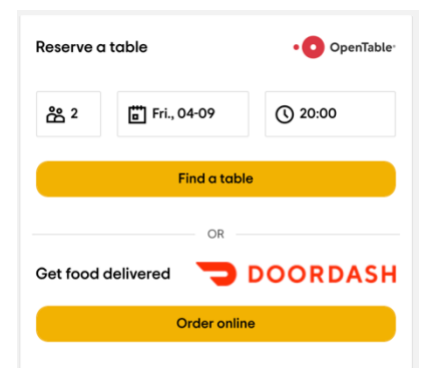 Reserve a table OpenTable
2 Fri., 04-09 20:00
Find a table
OR
Get food delivered DOORDASH
Order online